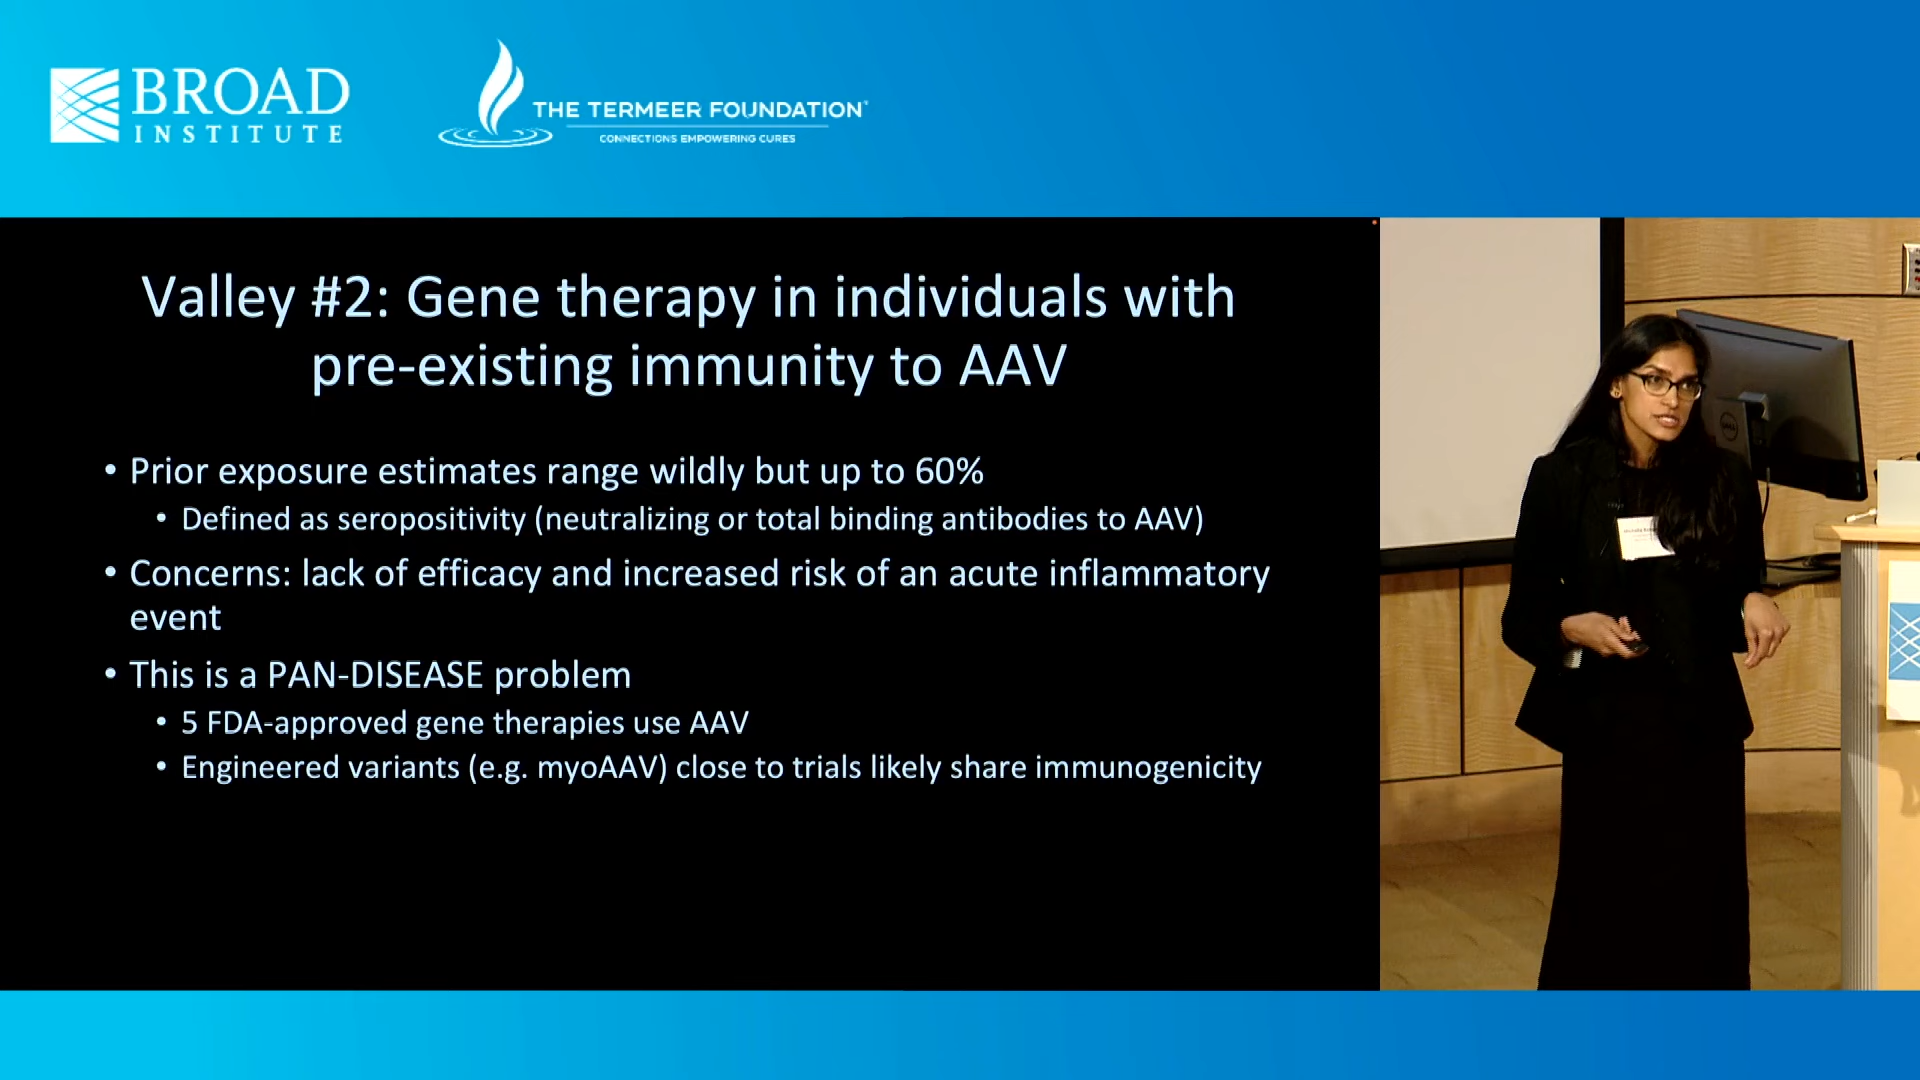 BROAD
INSTITUTE
THE TERMEER FOUNDATION
CONNECTIONS EMPOWERING CURES
Valley #2: Gene therapy in individuals with
pre-existing immunity to AAV
• Prior exposure estimates range wildly but up to 60%
• Defined as seropositivity (neutralizing or total binding antibodies to AAV)
• Concerns: lack of efficacy and increased risk of an acute inflammatory
event
• This is a PAN-DISEASE problem
• 5 FDA-approved gene therapies use AAV
• Engineered variants (e.g. myoAAV) close to trials likely share immunogenicity